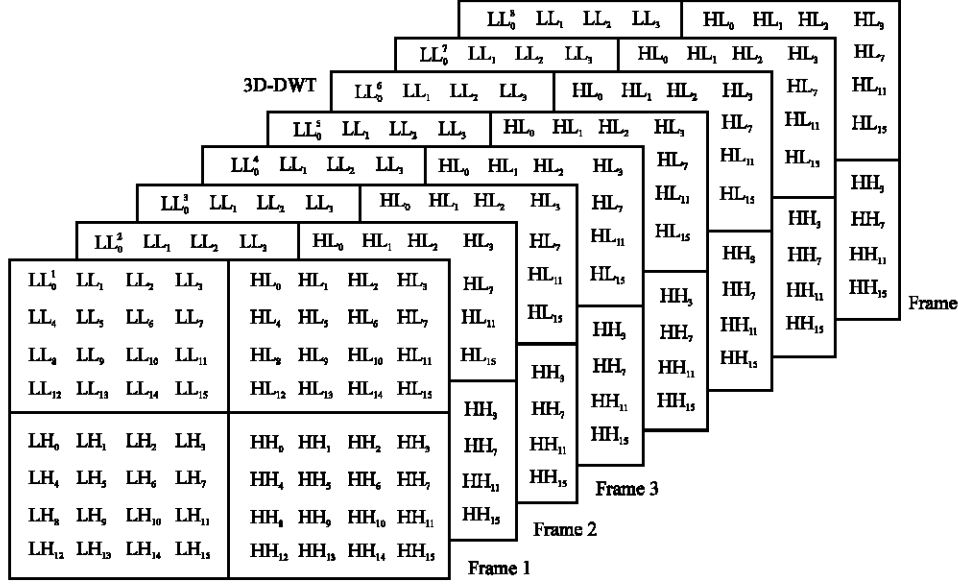 LL₀⁸ LL₁ LL₂ LL₃ HL₀ HL₁ HL₂ HL₃
HL₇
HL₁₁
HL₁₅
HH₃
HH₇
HH₁₁
HH₁₅
Frame
LL₀⁷ LL₁ LL₂ LL₃ HL₀ HL₁ HL₂ HL₃
HL₇
HL₁₁
HL₁₅
HH₃
HH₇
HH₁₁
HH₁₅
3D-DWT
LL₀⁶ LL₁ LL₂ LL₃ HL₀ HL₁ HL₂ HL₃
HL₇
HL₁₁
HL₁₅
HH₃
HH₇
HH₁₁
HH₁₅
LL₀⁵ LL₁ LL₂ LL₃ HL₀ HL₁ HL₂ HL₃
HL₇
HL₁₁
HL₁₅
HH₃
HH₇
HH₁₁
HH₁₅
LL₀⁴ LL₁ LL₂ LL₃ HL₀ HL₁ HL₂ HL₃
HL₇
HL₁₁
HL₁₅
HH₃
HH₇
HH₁₁
HH₁₅
LL₀³ LL₁ LL₂ LL₃ HL₀ HL₁ HL₂ HL₃
HL₇
HL₁₁
HL₁₅
HH₃
HH₇
HH₁₁
HH₁₅
Frame 3
LL₀² LL₁ LL₂ LL₃ HL₀ HL₁ HL₂ HL₃
HL₇
HL₁₁
HL₁₅
HH₃
HH₇
HH₁₁
HH₁₅
Frame 2
LL₀¹ LL₁ LL₂ LL₃ HL₀ HL₁ HL₂ HL₃
LL₄ LL₅ LL₆ LL₇ HL₄ HL₅ HL₆ HL₇
LL₈ LL₉ LL₁₀ LL₁₁ HL₈ HL₉ HL₁₀ HL₁₁
LL₁₂ LL₁₃ LL₁₄ LL₁₅ HL₁₂ HL₁₃ HL₁₄ HL₁₅
LH₀ LH₁ LH₂ LH₃ HH₀ HH₁ HH₂ HH₃
LH₄ LH₅ LH₆ LH₇ HH₄ HH₅ HH₆ HH₇
LH₈ LH₉ LH₁₀ LH₁₁ HH₈ HH₉ HH₁₀ HH₁₁
LH₁₂ LH₁₃ LH₁₄ LH₁₅ HH₁₂ HH₁₃ HH₁₄ HH₁₅
Frame 1